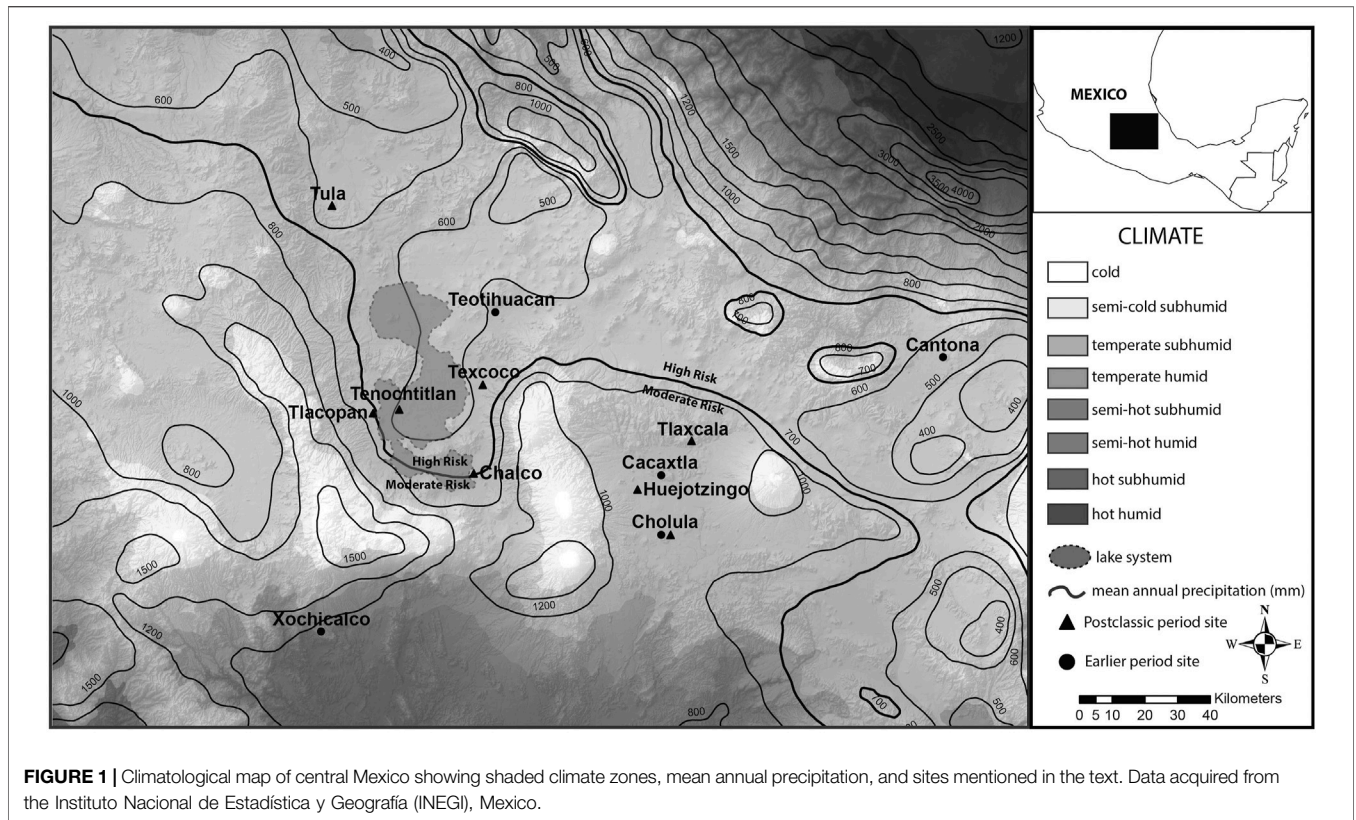 600
400
500
800
500
800
1000
1200
1200
1500
1000
2500
3000
3500
4000
2000
Tula
800
600
500
Teotihuacan
800
800
700
Cantona
Texcoco
High Risk
Moderate Risk
800
700
600
500
400
Tenochtitlan
Tlacopan
1000
Tlaxcala
700
400
800
High Risk
Moderate Risk
Chalco
Cacaxtla
Huejotzingo
1000
1000
Cholula
1500
1500
1200
500
400
600
Xochicalco
1200
1500
800
700
500
MEXICO
CLIMATE
cold
semi-cold subhumid
temperate subhumid
temperate humid
semi-hot subhumid
semi-hot humid
hot subhumid
hot humid
lake system
mean annual precipitation (mm)
Postclassic period site
Earlier period site
N
W E
S
Kilometers
0 5 10 20 30 40
FIGURE 1 | Climatological map of central Mexico showing shaded climate zones, mean annual precipitation, and sites mentioned in the text. Data acquired from
the Instituto Nacional de Estadística y Geografía (INEGI), Mexico.